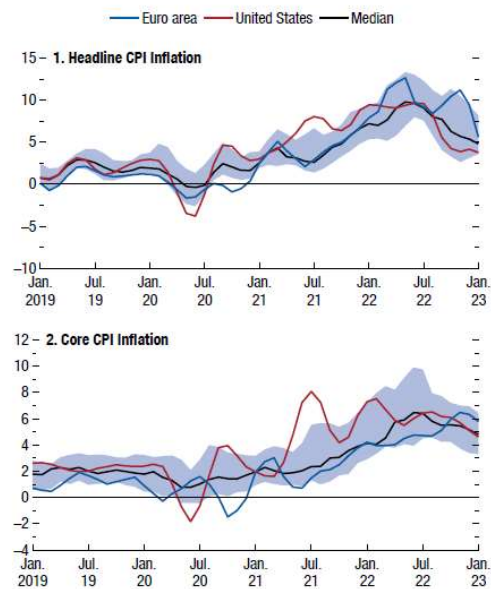 Euro area United States Median
1. Headline CPI Inflation
15
10
5
0
–5
–10
Jan. Jul. Jan. Jul. Jan. Jul. Jan. Jul. Jan.
2019 19 20 20 21 21 22 22 23
2. Core CPI Inflation
12
10
8
6
4
2
0
–2
–4
Jan. Jul. Jan. Jul. Jan. Jul. Jan. Jul. Jan.
2019 19 20 20 21 21 22 22 23